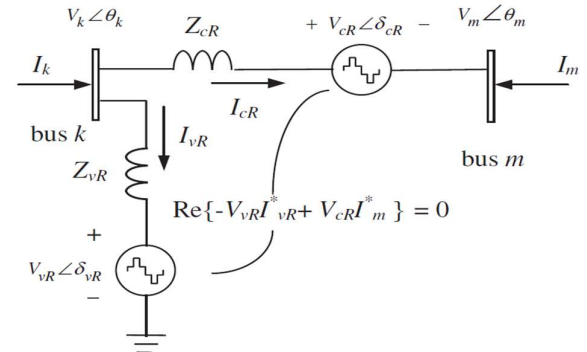 V_k∠θ_k
Z_cR
+ V_cR∠δ_cR −
V_m∠θ_m
I_k
I_m
I_cR
bus k
I_vR
bus m
Z_vR
Re{-V_vR I*_vR + V_cR I*_m } = 0
+
V_vR∠δ_vR
−